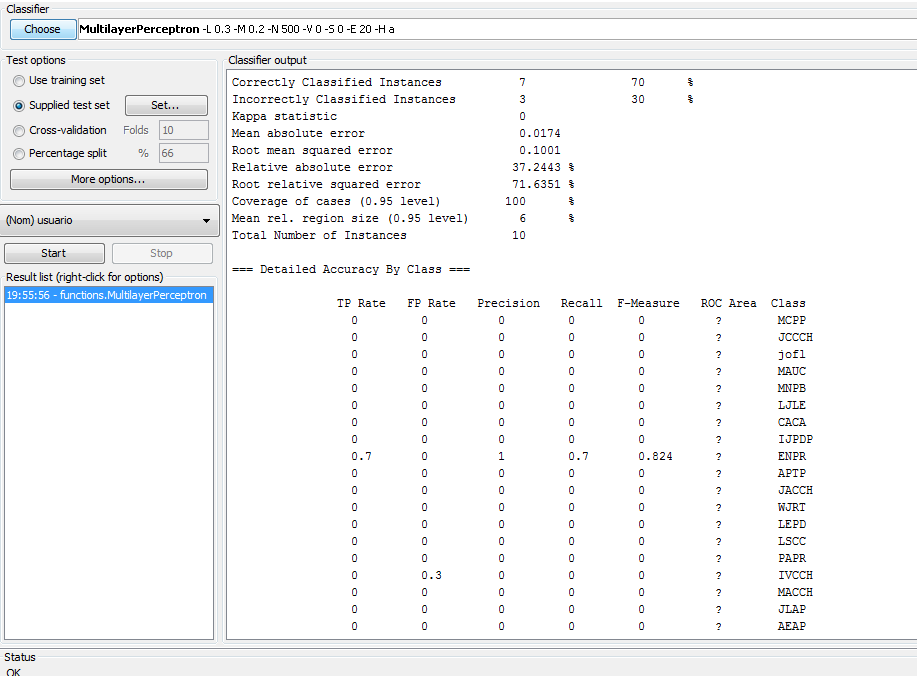 Classifier
Choose MultilayerPerceptron -L 0.3 -M 0.2 -N 500 -V 0 -S 0 -E 20 -H a
Test options
Use training set
Supplied test set Set...
Cross-validation Folds 10
Percentage split % 66
More options...
(Nom) usuario
Start Stop
Result list (right-click for options)
19:55:56 - functions.MultilayerPerceptron
Classifier output
Correctly Classified Instances 7 70 %
Incorrectly Classified Instances 3 30 %
Kappa statistic 0
Mean absolute error 0.0174
Root mean squared error 0.1001
Relative absolute error 37.2443 %
Root relative squared error 71.6351 %
Coverage of cases (0.95 level) 100 %
Mean rel. region size (0.95 level) 6 %
Total Number of Instances 10
=== Detailed Accuracy By Class ===
TP Rate FP Rate Precision Recall F-Measure ROC Area Class
0 0 0 0 0 ? MCPP
0 0 0 0 0 ? JCCCH
0 0 0 0 0 ? jofl
0 0 0 0 0 ? MAUC
0 0 0 0 0 ? MNPB
0 0 0 0 0 ? LJLE
0 0 0 0 0 ? CACA
0 0 0 0 0 ? IJPDP
0.7 0 1 0.7 0.824 ? ENPR
0 0 0 0 0 ? APTP
0 0 0 0 0 ? JACCH
0 0 0 0 0 ? WJRT
0 0 0 0 0 ? LEPD
0 0 0 0 0 ? LSCC
0 0 0 0 0 ? PAPR
0 0.3 0 0 0 ? IVCCH
0 0 0 0 0 ? MACCH
0 0 0 0 0 ? JLAP
0 0 0 0 0 ? AEAP
Status
OK